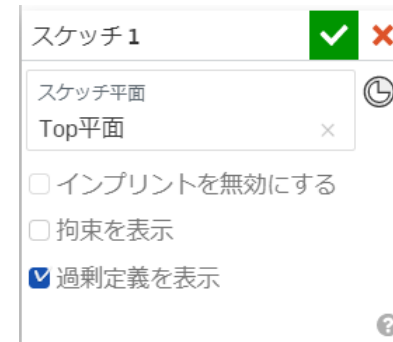 スケッチ 1
スケッチ平面
Top平面
インプリントを無効にする
拘束を表示
過剰定義を表示